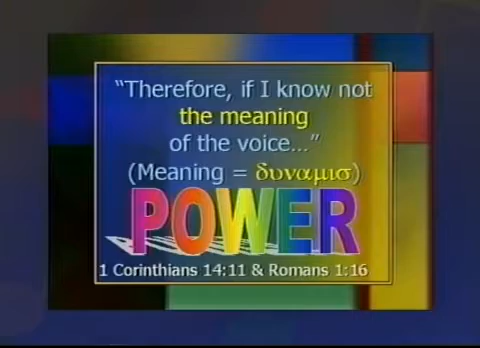 “Therefore, if I know not
the meaning
of the voice...”
(Meaning = δυναμισ)
POWER
1 Corinthians 14:11 & Romans 1:16